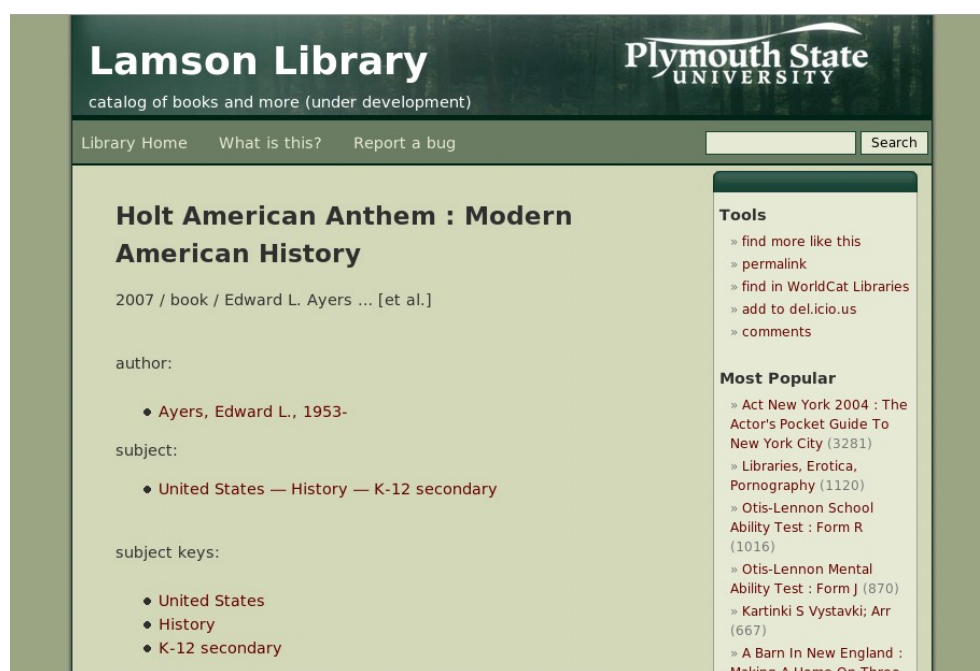 Lamson Library
Plymouth State
UNIVERSITY
catalog of books and more (under development)
Library Home What is this? Report a bug Search
Holt American Anthem : Modern
American History
2007 / book / Edward L. Ayers ... [et al.]
author:
• Ayers, Edward L., 1953-
subject:
• United States — History — K-12 secondary
subject keys:
• United States
• History
• K-12 secondary
Tools
» find more like this
» permalink
» find in WorldCat Libraries
» add to del.icio.us
» comments
Most Popular
» Act New York 2004 : The
Actor's Pocket Guide To
New York City (3281)
» Libraries, Erotica,
Pornography (1120)
» Otis-Lennon School
Ability Test : Form R
(1016)
» Otis-Lennon Mental
Ability Test : Form J (870)
» Kartinki S Vystavki; Arr
(667)
» A Barn In New England :
Making A Home On Three